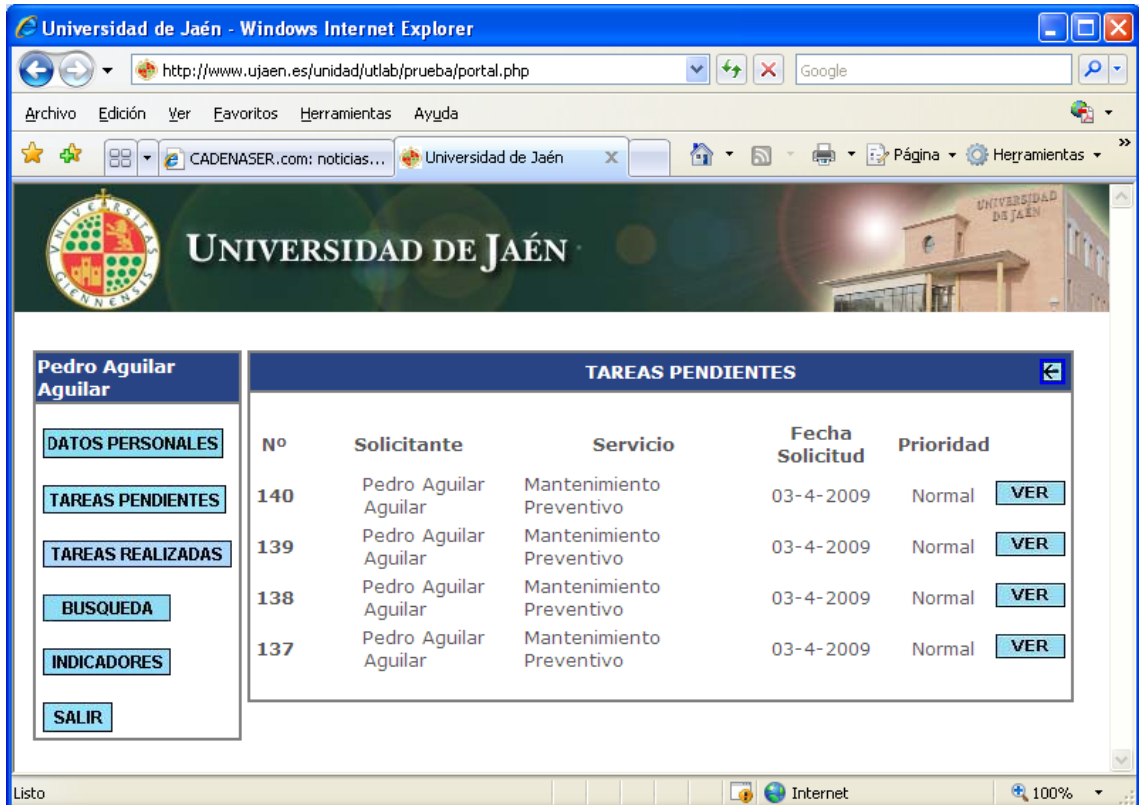 Universidad de Jaén - Windows Internet Explorer
http://www.ujaen.es/unidad/utlab/prueba/portal.php
Google
Archivo Edición Ver Favoritos Herramientas Ayuda
CADENASER.com: noticias... Universidad de Jaén Página Herramientas
UNIVERSITAS
GIENNENSIS
UNIVERSIDAD DE JAÉN
UNIVERSIDAD
DE JAÉN
Pedro Aguilar
Aguilar
DATOS PERSONALES
TAREAS PENDIENTES
TAREAS REALIZADAS
BUSQUEDA
INDICADORES
SALIR
TAREAS PENDIENTES
Nº Solicitante Servicio Fecha Solicitud Prioridad
140 Pedro Aguilar Aguilar Mantenimiento Preventivo 03-4-2009 Normal VER
139 Pedro Aguilar Aguilar Mantenimiento Preventivo 03-4-2009 Normal VER
138 Pedro Aguilar Aguilar Mantenimiento Preventivo 03-4-2009 Normal VER
137 Pedro Aguilar Aguilar Mantenimiento Preventivo 03-4-2009 Normal VER
Listo Internet 100%